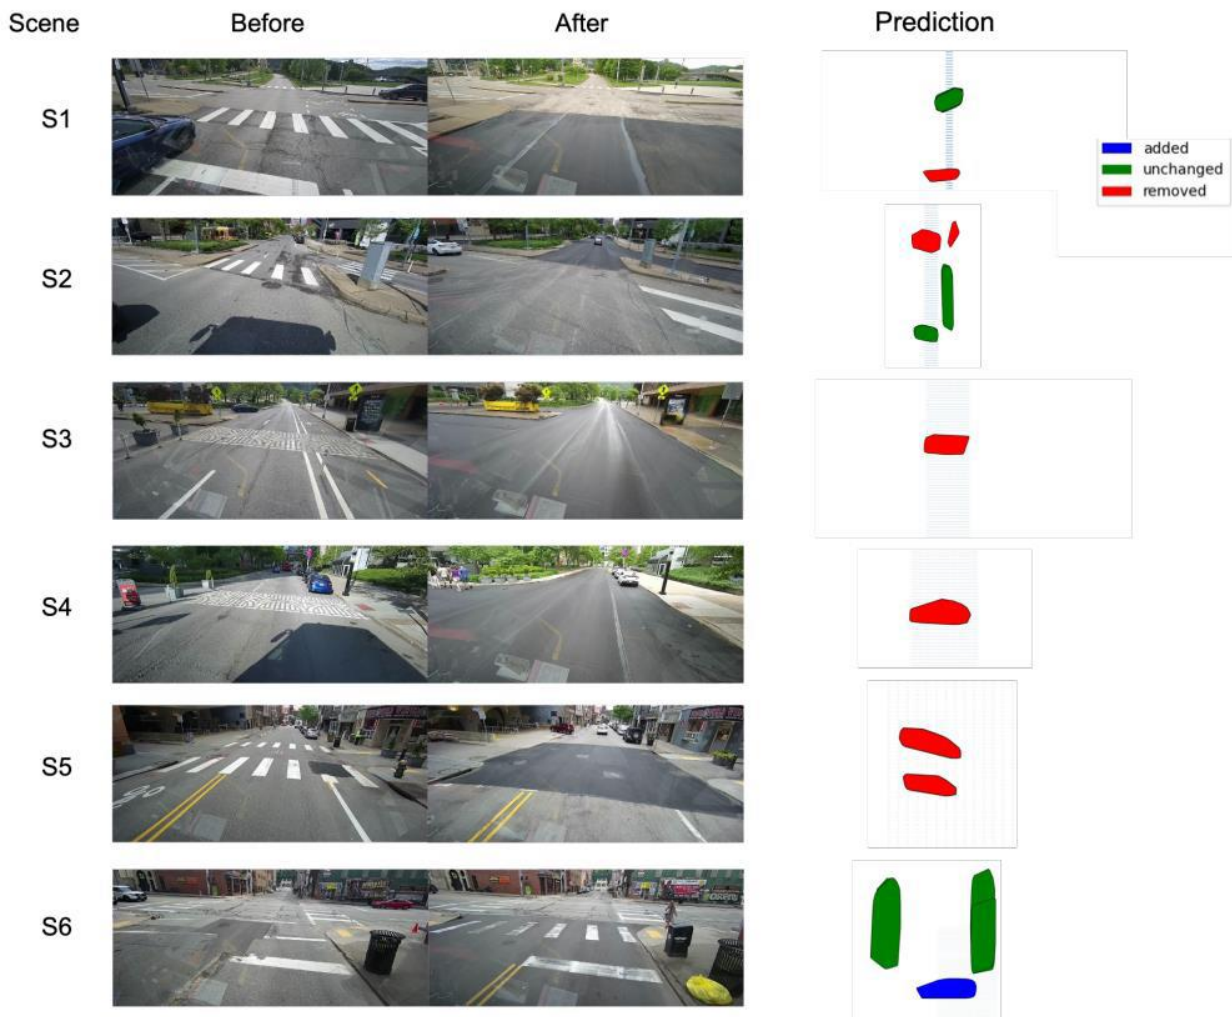 Scene Before After Prediction
S1
added
unchanged
removed
S2
S3
S4
S5
S6